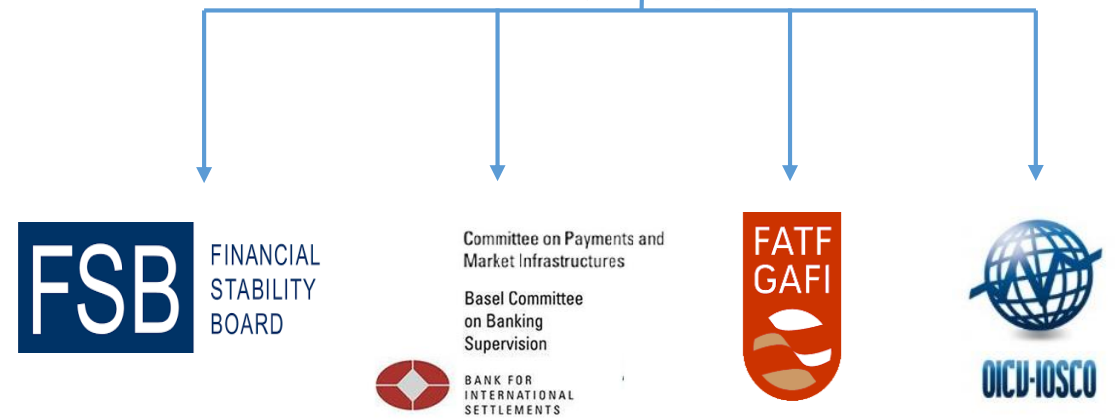 FSB
FINANCIAL
STABILITY
BOARD
Committee on Payments and
Market Infrastructures
Basel Committee
on Banking
Supervision
BANK FOR
INTERNATIONAL
SETTLEMENTS
FATF
GAFI
OICU-IOSCO